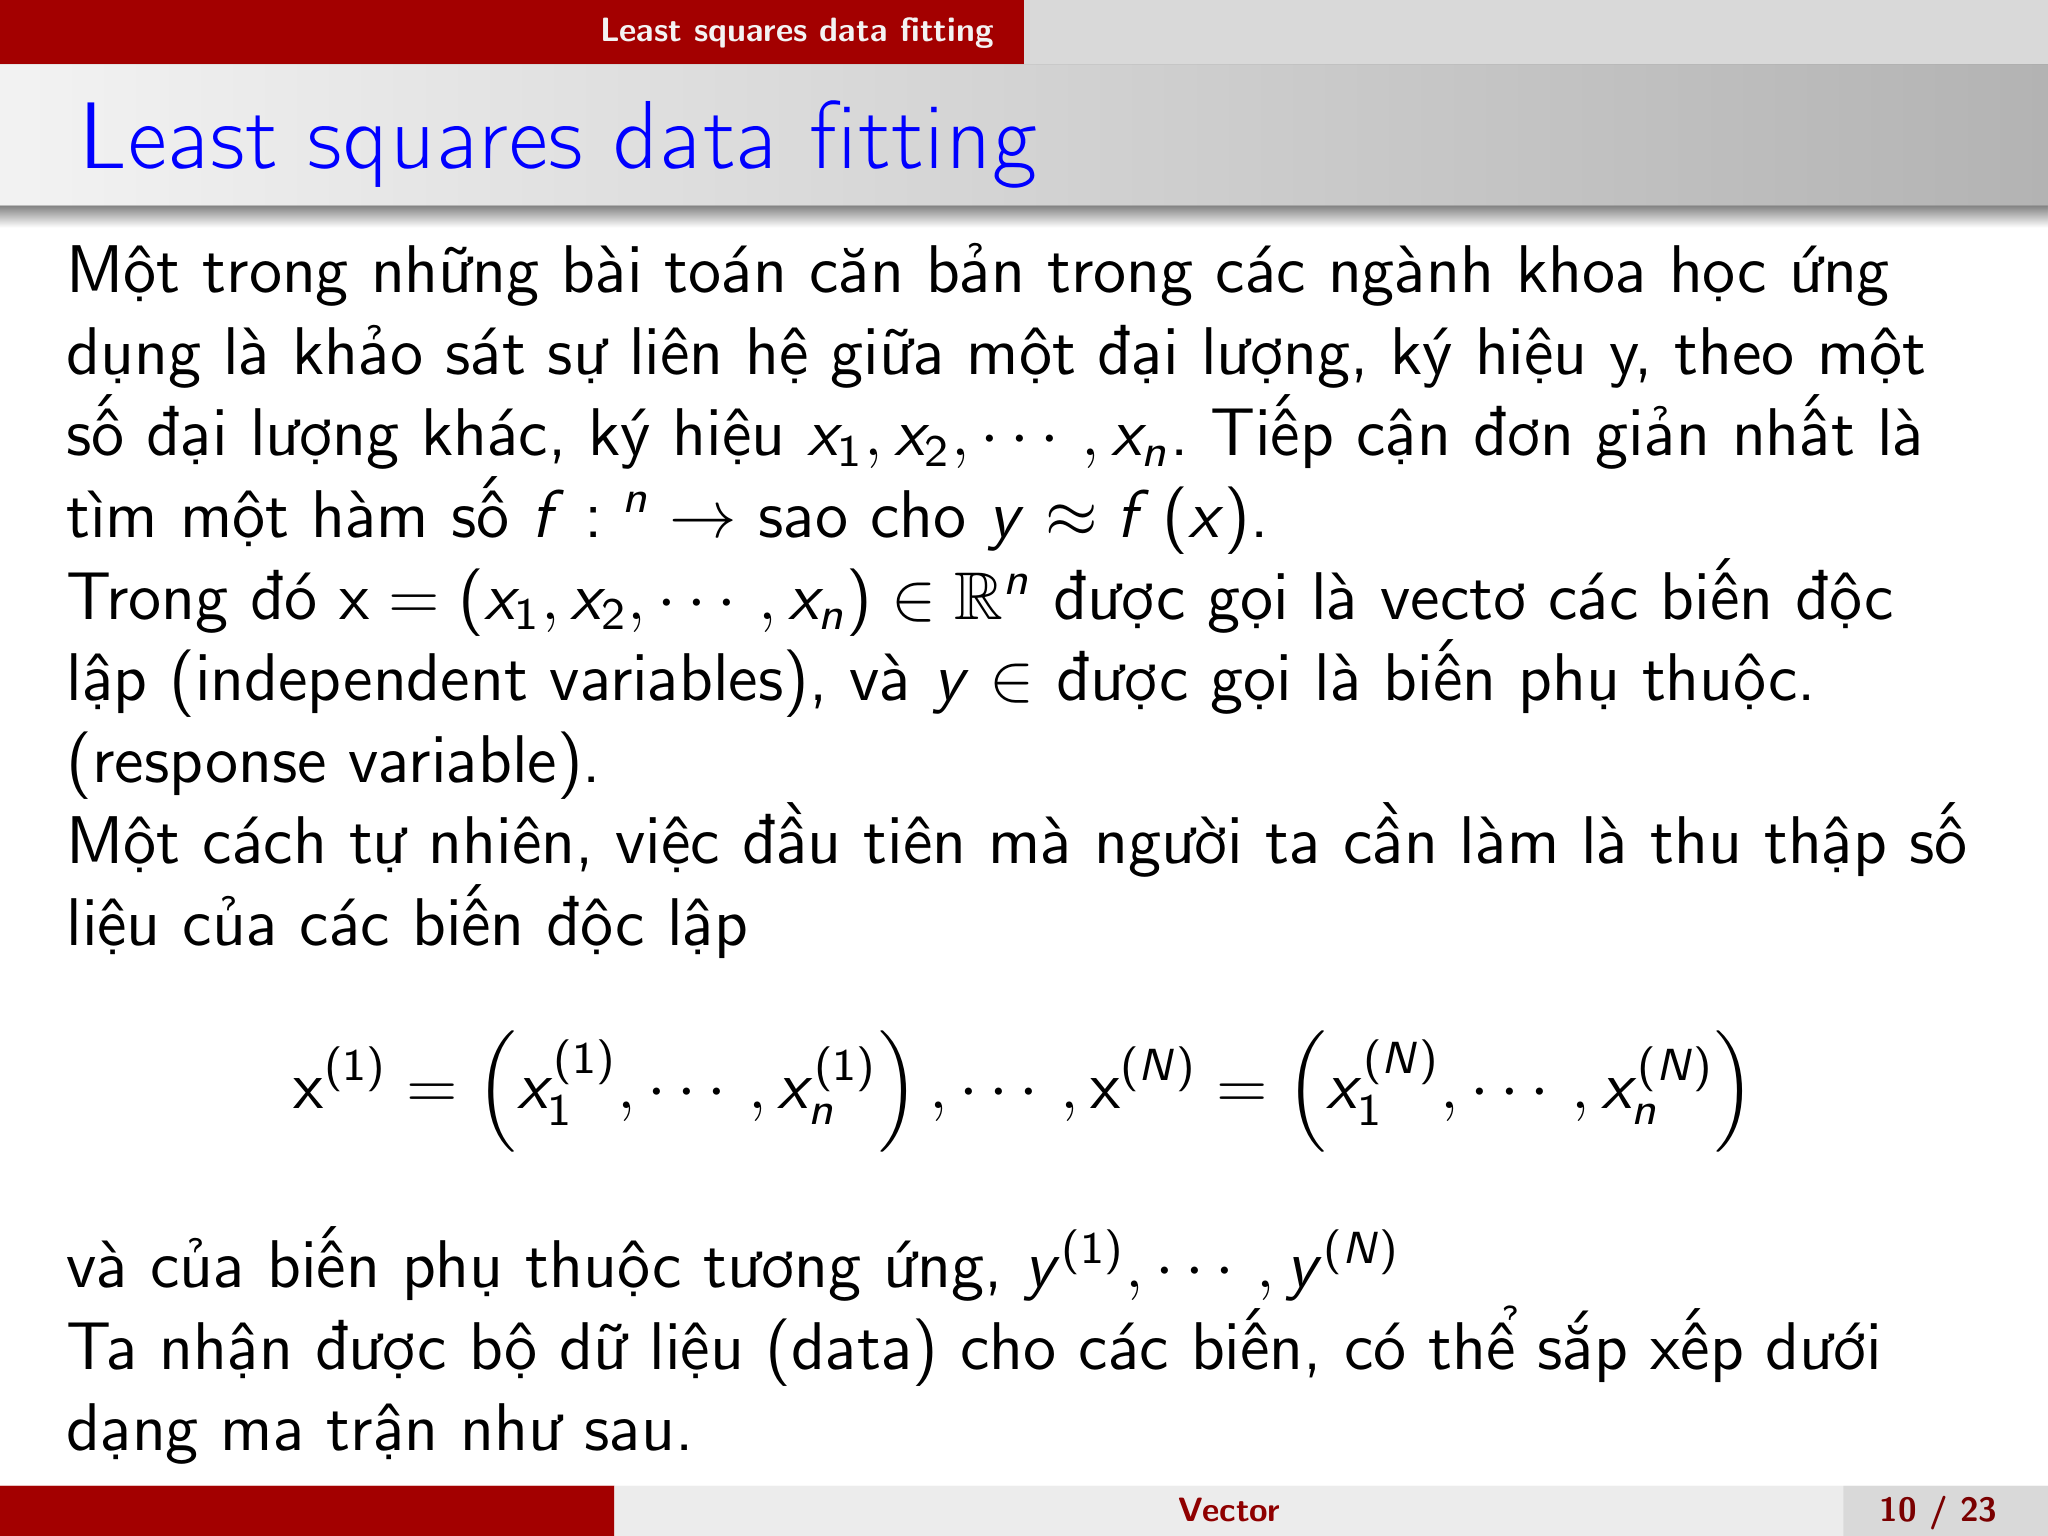 Least squares data fitting
Least squares data fitting
Một trong những bài toán căn bản trong các ngành khoa học ứng
dụng là khảo sát sự liên hệ giữa một đại lượng, ký hiệu y, theo một
số đại lượng khác, ký hiệu $x_1, x_2, \cdots, x_n$. Tiếp cận đơn giản nhất là
tìm một hàm số $f : {}^n \to$ sao cho $y \approx f(x)$.
Trong đó $\mathrm{x} = (x_1, x_2, \cdots, x_n) \in \mathbb{R}^n$ được gọi là vectơ các biến độc
lập (independent variables), và $y \in$ được gọi là biến phụ thuộc.
(response variable).
Một cách tự nhiên, việc đầu tiên mà người ta cần làm là thu thập số
liệu của các biến độc lập
$\mathrm{x}^{(1)} = \left(x_1^{(1)}, \cdots, x_n^{(1)}\right), \cdots, \mathrm{x}^{(N)} = \left(x_1^{(N)}, \cdots, x_n^{(N)}\right)$
và của biến phụ thuộc tương ứng, $y^{(1)}, \cdots, y^{(N)}$
Ta nhận được bộ dữ liệu (data) cho các biến, có thể sắp xếp dưới
dạng ma trận như sau.
Vector
10 / 23